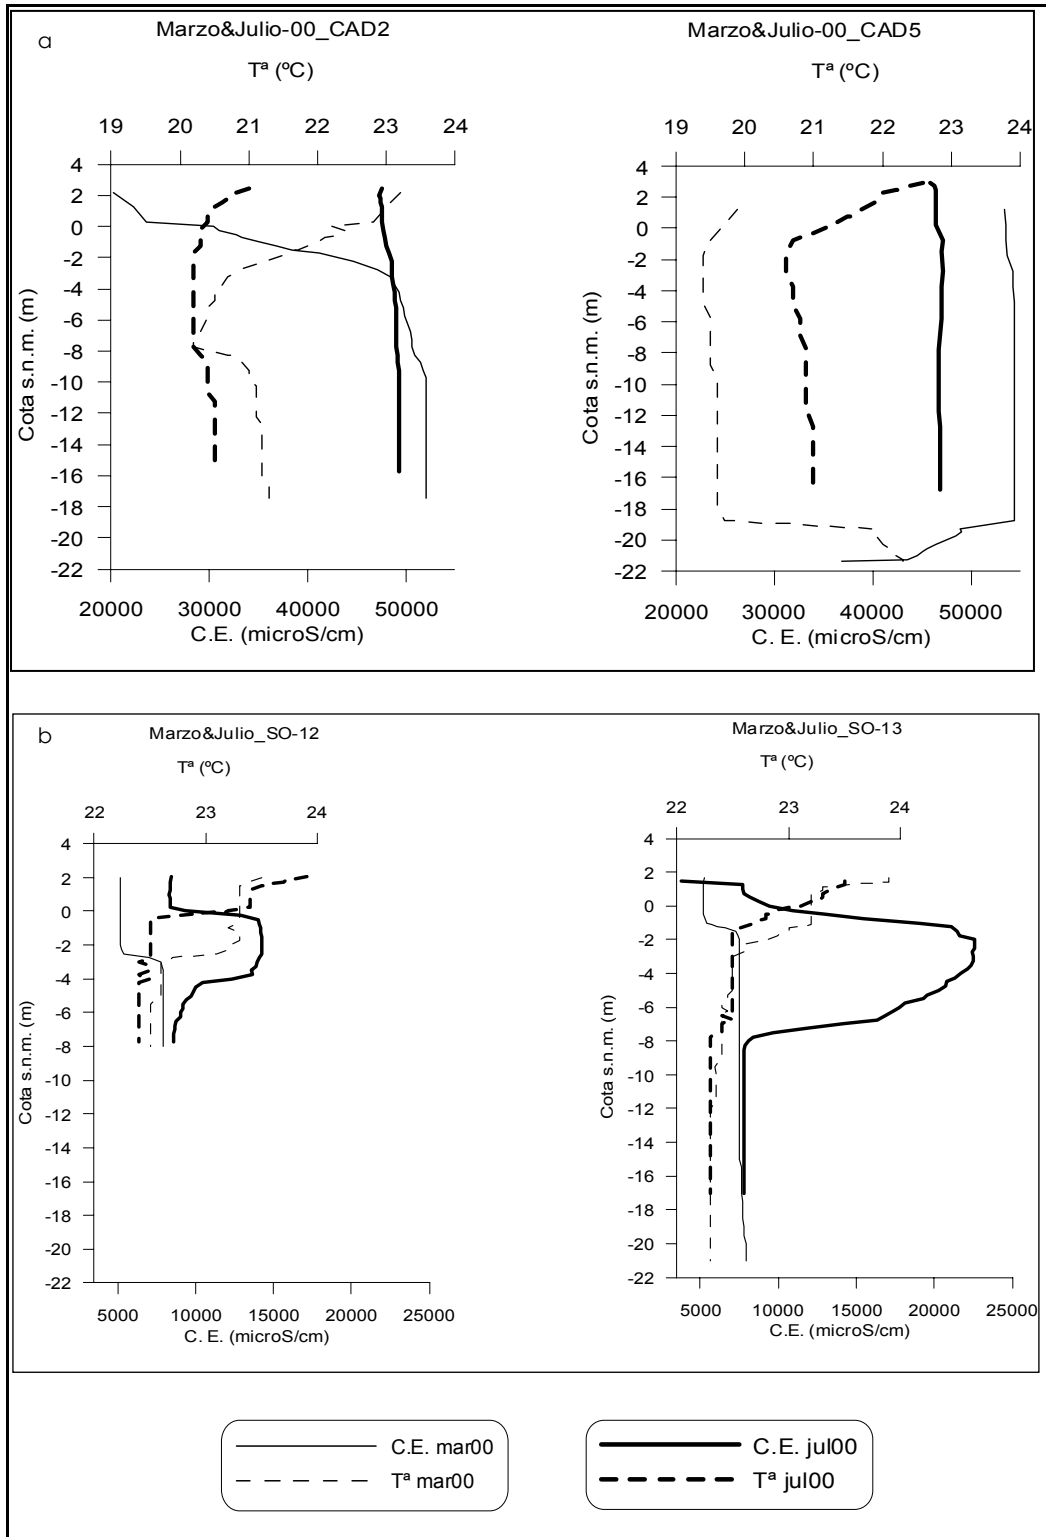 a
Marzo&Julio-00_CAD2
Tª (ºC)
19 20 21 22 23 24
4
2
0
-2
-4
-6
-8
-10
-12
-14
-16
-18
-20
-22
Cota s.n.m. (m)
20000 30000 40000 50000
C.E. (microS/cm)
Marzo&Julio-00_CAD5
Tª (ºC)
19 20 21 22 23 24
4
2
0
-2
-4
-6
-8
-10
-12
-14
-16
-18
-20
-22
Cota s.n.m. (m)
20000 30000 40000 50000
C. E. (microS/cm)
b
Marzo&Julio_SO-12
Tª (ºC)
22 23 24
4
2
0
-2
-4
-6
-8
-10
-12
-14
-16
-18
-20
-22
Cota s.n.m. (m)
5000 10000 15000 20000 25000
C. E. (microS/cm)
Marzo&Julio_SO-13
Tª (ºC)
22 23 24
4
2
0
-2
-4
-6
-8
-10
-12
-14
-16
-18
-20
-22
Cota s.n.m. (m)
5000 10000 15000 20000 25000
C.E. (microS/cm)
C.E. mar00
Tª mar00
C.E. jul00
Tª jul00